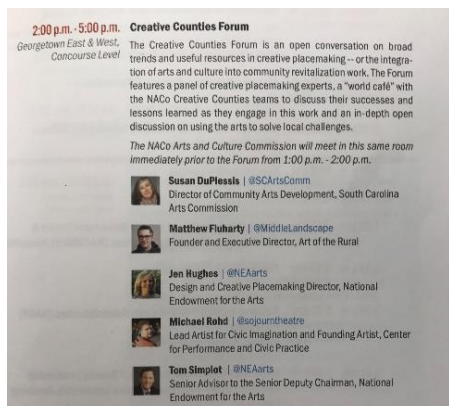 2:00 p.m. - 5:00 p.m.
Georgetown East & West,
Concourse Level
Creative Counties Forum
The Creative Counties Forum is an open conversation on broad
trends and useful resources in creative placemaking -- or the integra-
tion of arts and culture into community revitalization work. The Forum
features a panel of creative placemaking experts, a "world café" with
the NACo Creative Counties teams to discuss their successes and
lessons learned as they engage in this work and an in-depth open
discussion on using the arts to solve local challenges.
The NACo Arts and Culture Commission will meet in this same room
immediately prior to the Forum from 1:00 p.m. - 2:00 p.m.
Susan DuPlessis | @SCArtsComm
Director of Community Arts Development, South Carolina
Arts Commission
Matthew Fluharty | @MiddleLandscape
Founder and Executive Director, Art of the Rural
Jen Hughes | @NEAarts
Design and Creative Placemaking Director, National
Endowment for the Arts
Michael Rohd | @sojourntheatre
Lead Artist for Civic Imagination and Founding Artist, Center
for Performance and Civic Practice
Tom Simplot | @NEAarts
Senior Advisor to the Senior Deputy Chairman, National
Endowment for the Arts